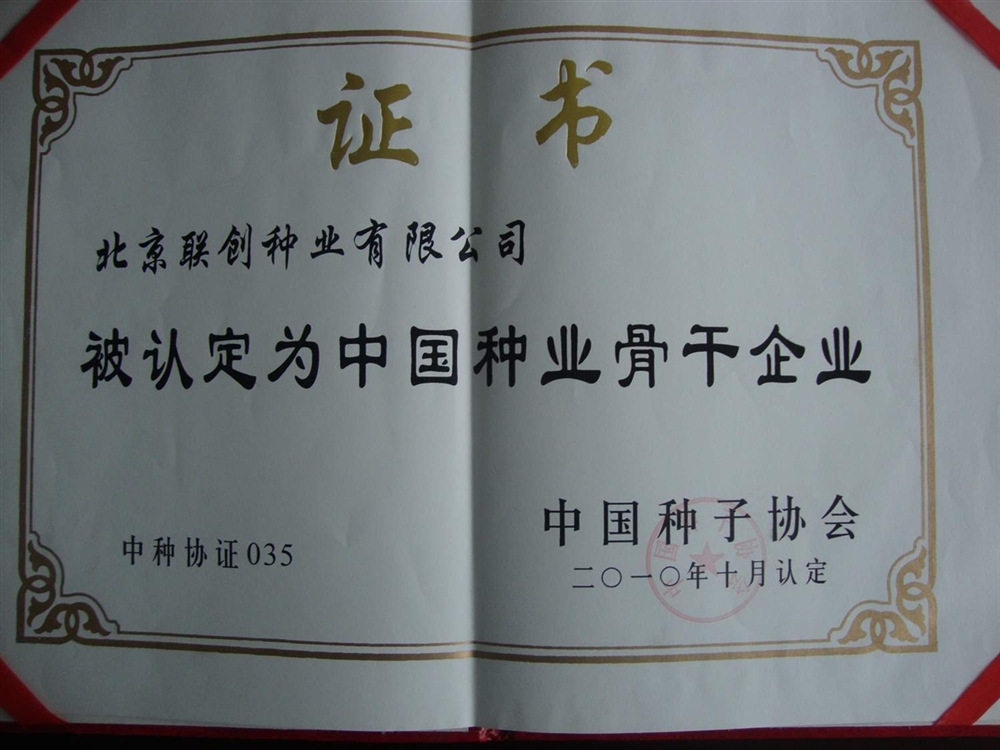 证书
北京联创种业有限公司
被认定为中国种业骨干企业
中国种子协会
中种协证035
二〇一〇年十月认定